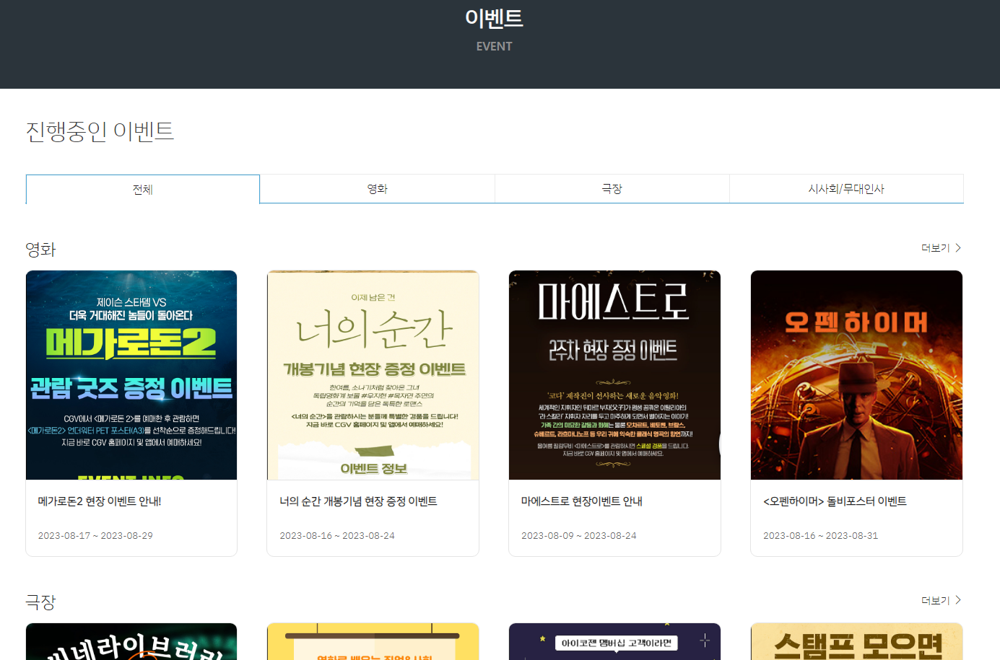 이벤트
EVENT
진행중인 이벤트
전체
영화
극장
시사회/무대인사
영화
더보기
제이슨 스타뎀 VS
더욱 거대해진 놈들이 돌아온다
메가로돈2
관람 굿즈 증정 이벤트
CGV에서 <메가로돈 2>를 예매한 후 관람하면
<메가로돈2> 언더워터 PET 포스터(A3)를 선착순으로 증정해드립니다!
지금 바로 CGV 홈페이지 및 앱에서 예매하세요!
EVENT INFO
메가로돈2 현장 이벤트 안내!
2023-08-17 ~ 2023-08-29
이제 남은 건
너의 순간
개봉기념 현장 증정 이벤트
한여름, 소나기처럼 찾아온 그녀
독립영화계 보물 #우지현 #옥자연 주연의
순간의 기억을 담은 독특한 로맨스
<너의 순간>을 관람하시는 분들께 특별한 경품을 드립니다!
지금 바로 CGV 홈페이지 및 앱에서 예매하세요!
이벤트 정보
너의 순간 개봉기념 현장 증정 이벤트
2023-08-16 ~ 2023-08-24
마에스트로
2주차 현장 증정 이벤트
'코다' 제작진이 선사하는 새로운 음악영화!
세계적인 지휘자인 뒤마르 부자(父子)가 평생 꿈꿔온 이탈리아의
'라 스칼라' 지휘자 자리를 두고 마주하게 되면서 벌어지는 이야기!
가족 간의 미묘한 갈등과 화해는 물론 모차르트, 베토벤, 브람스,
슈베르트, 라흐마니노프 등 우리 귀에 익숙한 클래식 명곡의 향연까지!
올여름 필람무비 <마에스트로>를 관람하시면 스페셜 경품을 드립니다.
지금 바로 CGV 홈페이지 및 앱에서 예매하세요.
마에스트로 현장이벤트 안내
2023-08-09 ~ 2023-08-24
오펜하이머
<오펜하이머> 돌비포스터 이벤트
2023-08-16 ~ 2023-08-31
극장
더보기
씨네라이브러리
아이코젠 멤버십 고객이라면
스탬프 모으면